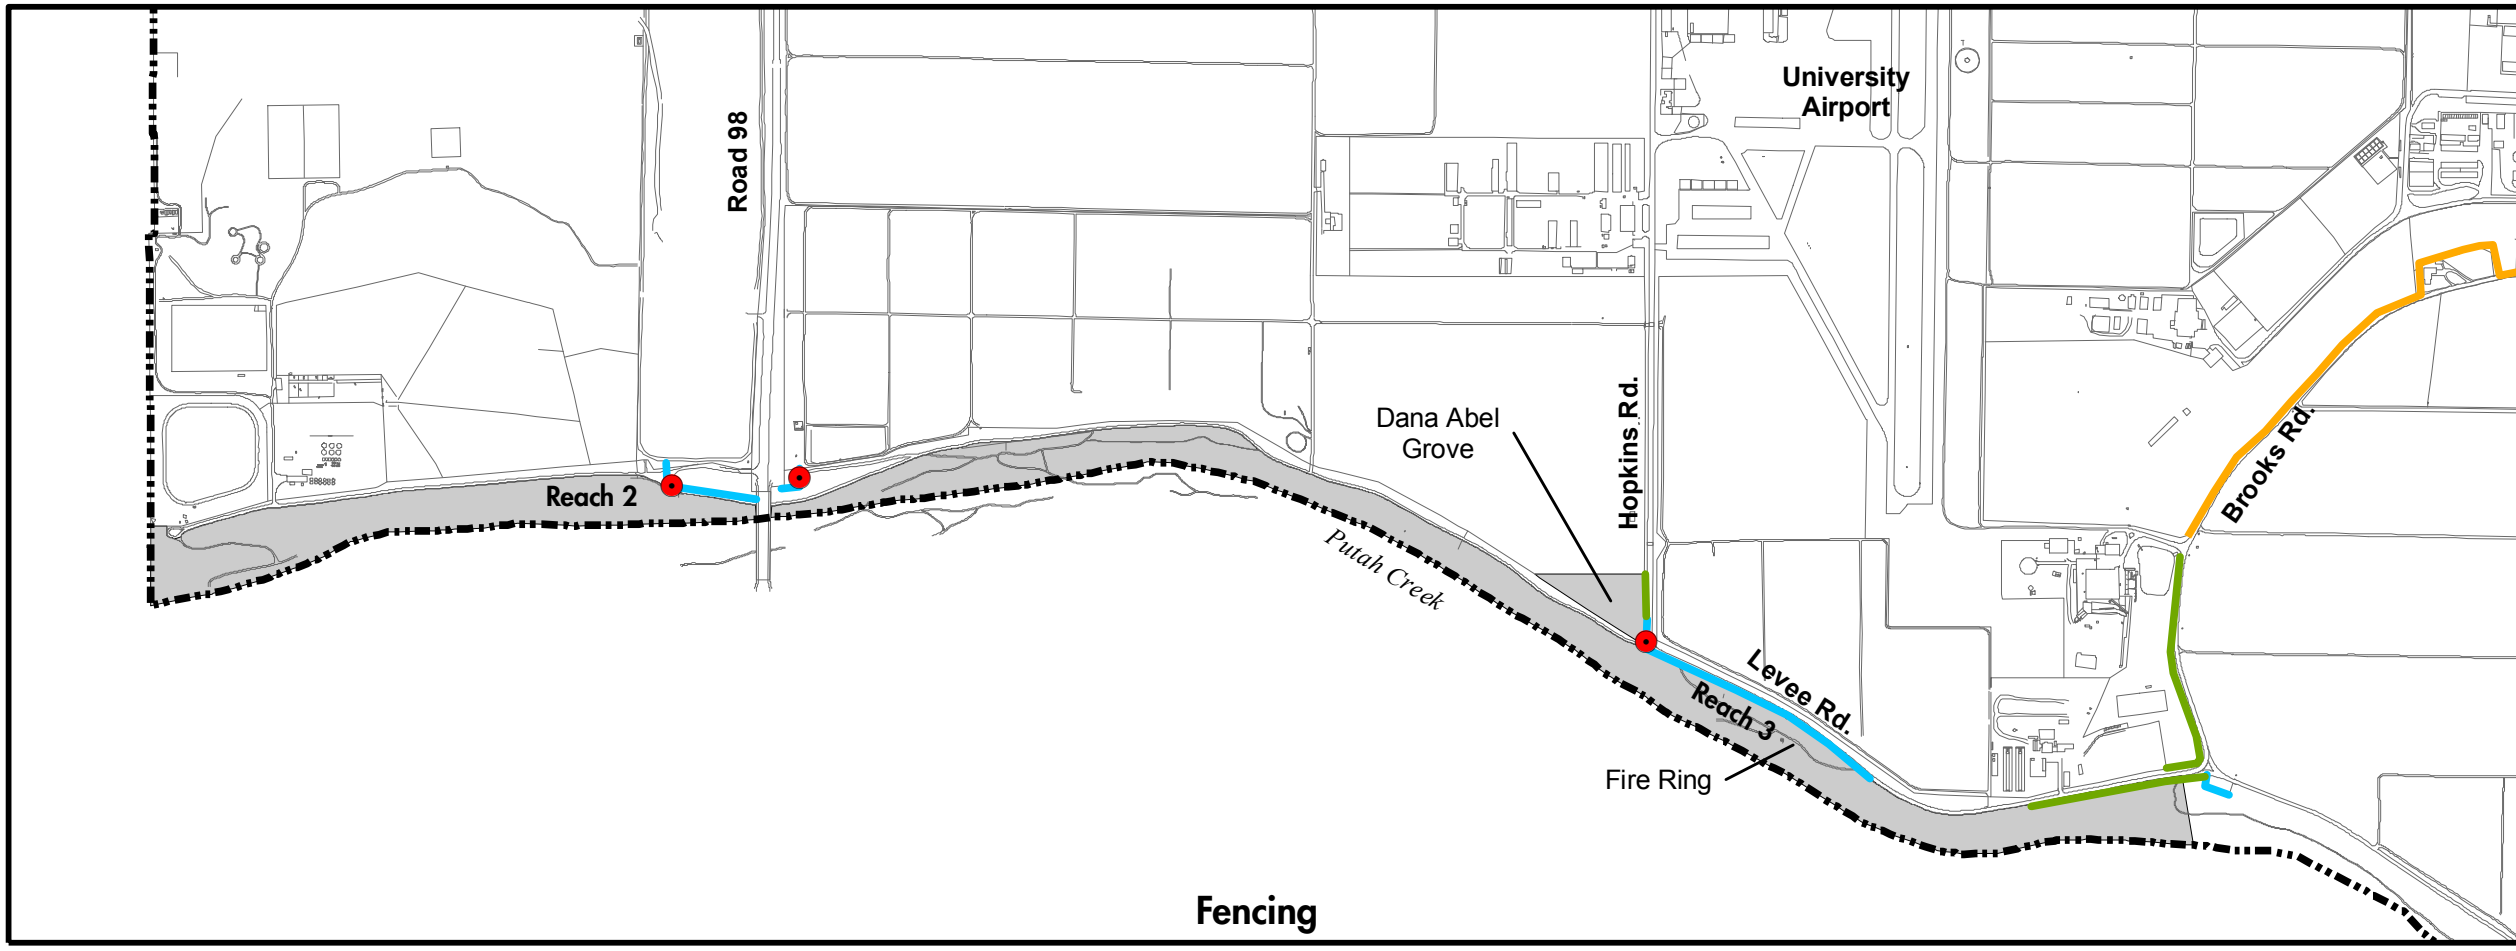 T
University
Airport
Road 98
Dana Abel
Grove
Hopkins Rd.
Brooks Rd.
Reach 2
Putah Creek
Levee Rd.
Reach 3
Fire Ring
Fencing